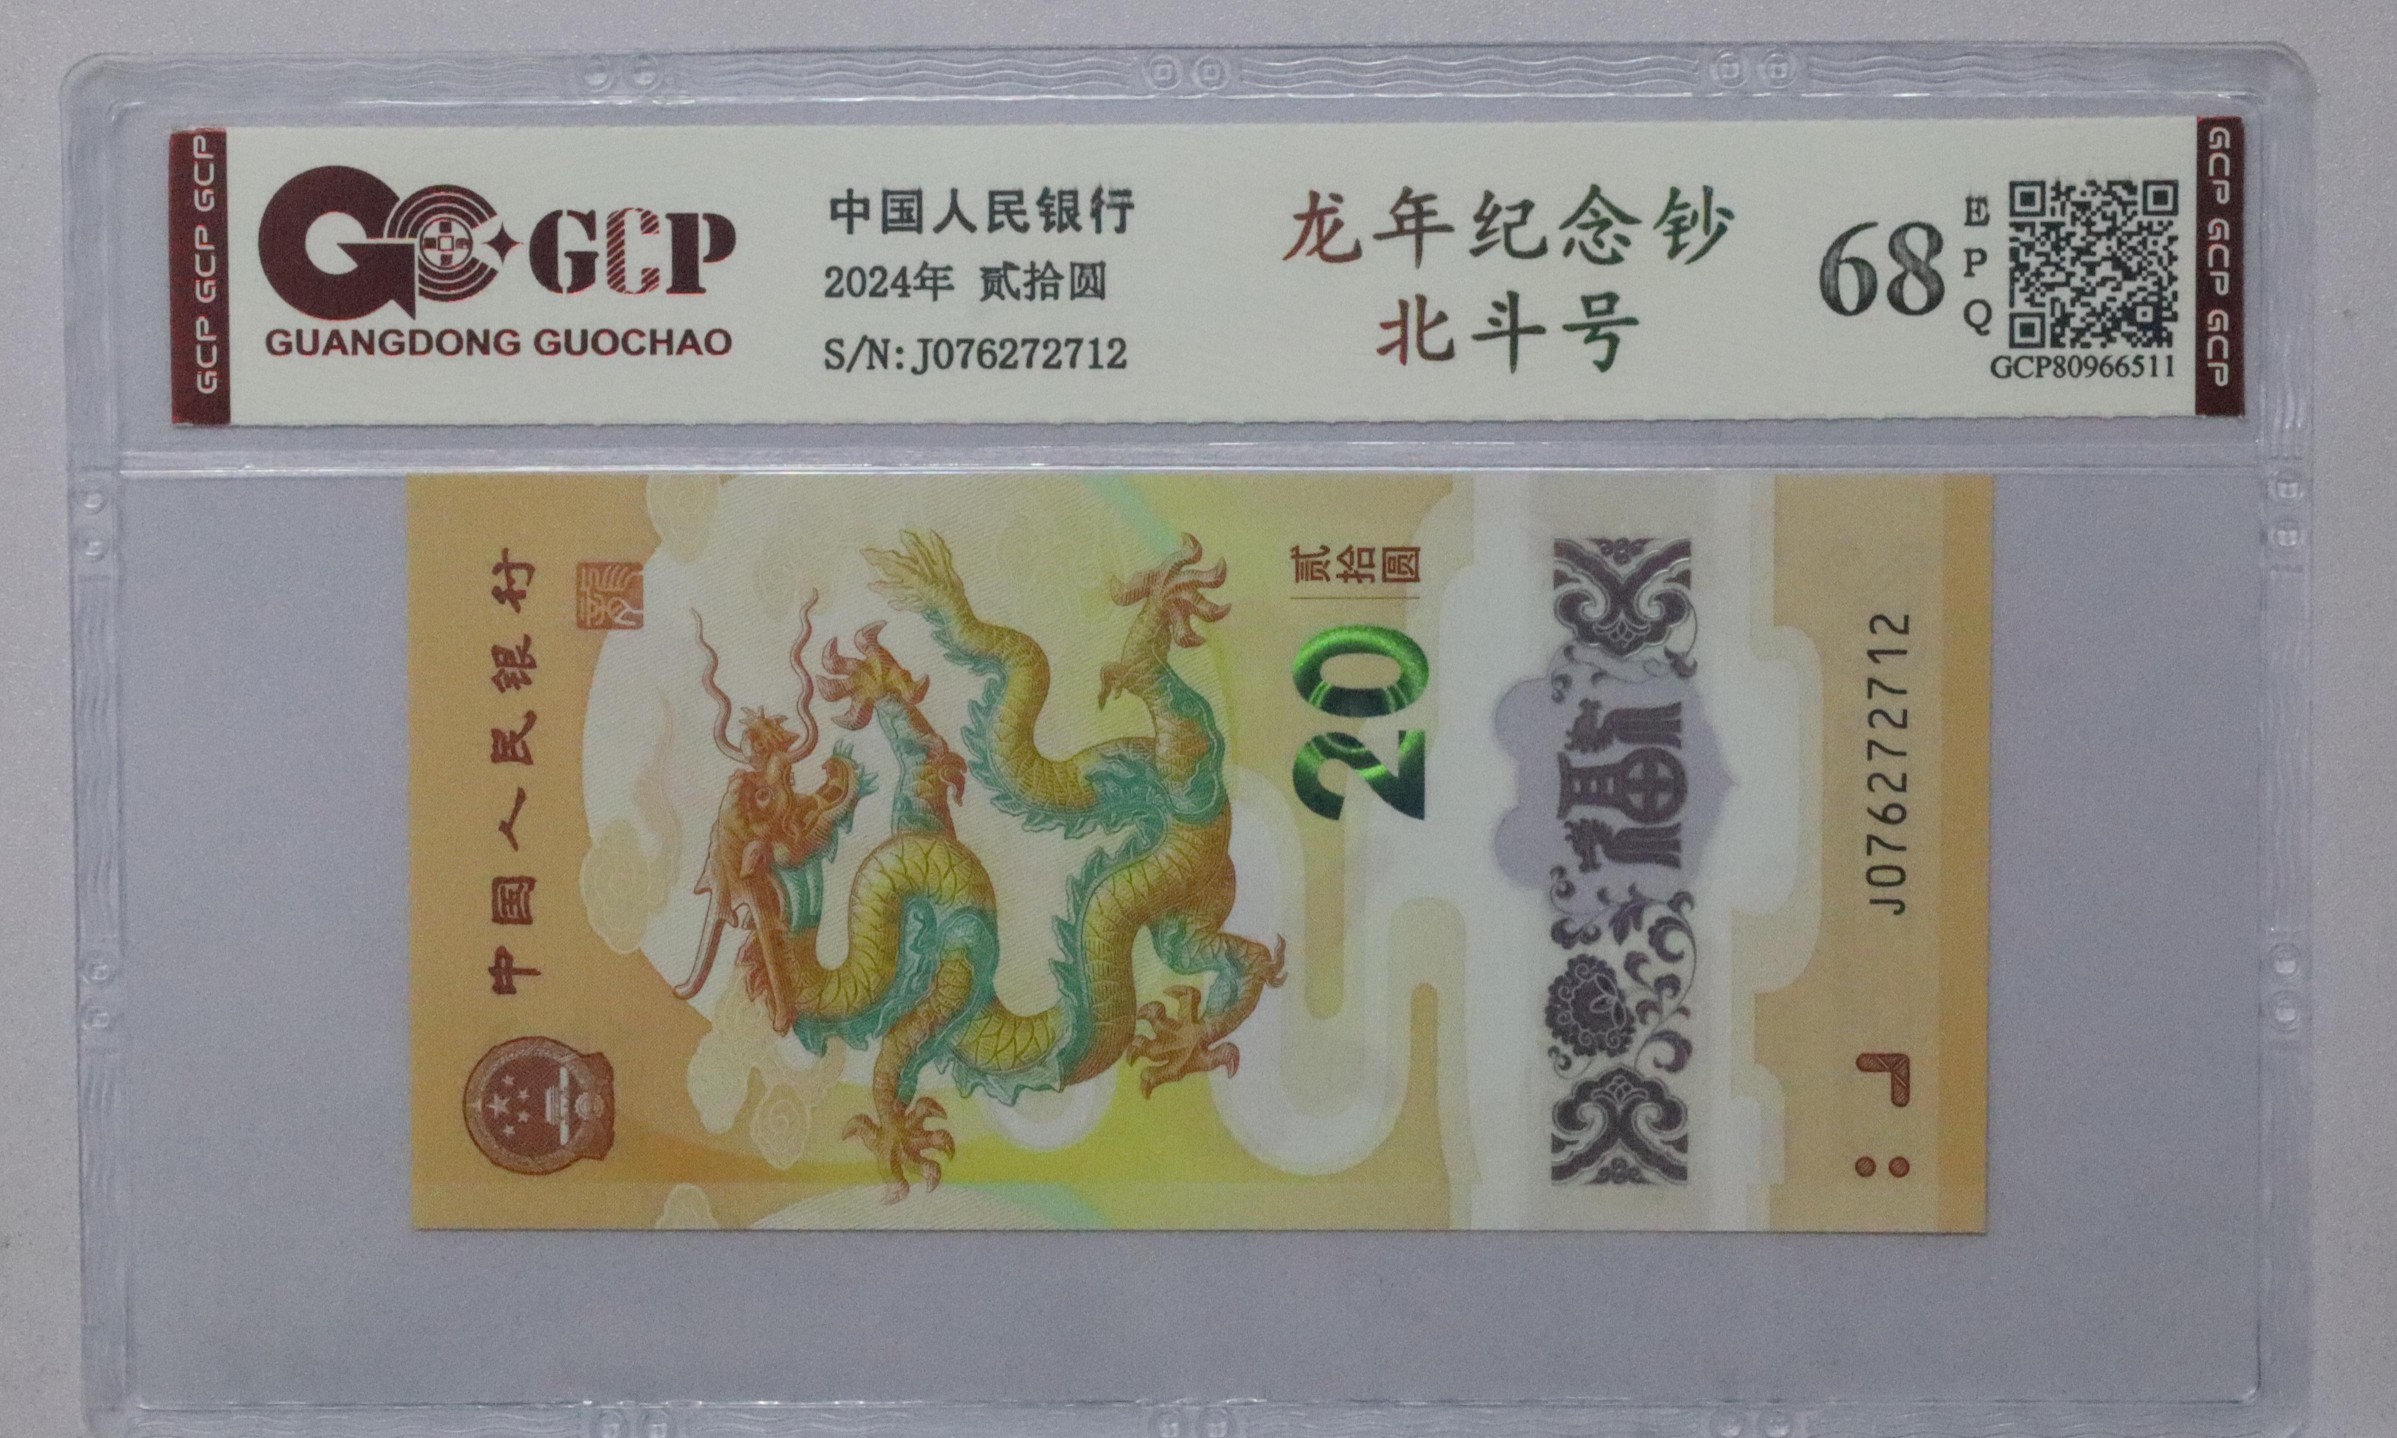 GCP GCP GCP
GCP
GUANGDONG GUOCHAO
中国人民银行
2024年 贰拾圆
S/N:J076272712
龙年纪念钞
北斗号
68
EPQ
GCP80966511
GCP GCP GCP
中国人民银行
贰拾圆
20
J076272712